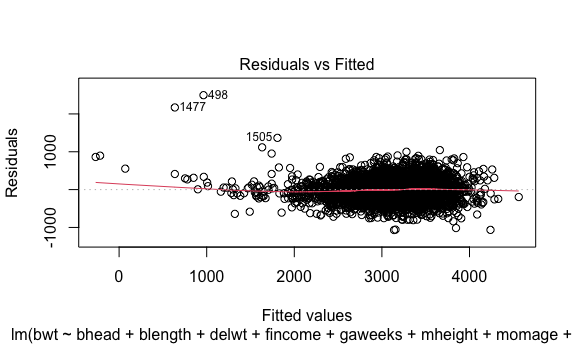 Residuals vs Fitted
498
1477
1505
Residuals
1000
-1000
0
1000
2000
3000
4000
Fitted values
lm(bwt ~ bhead + blength + delwt + fincome + gaweeks + mheight + momage +